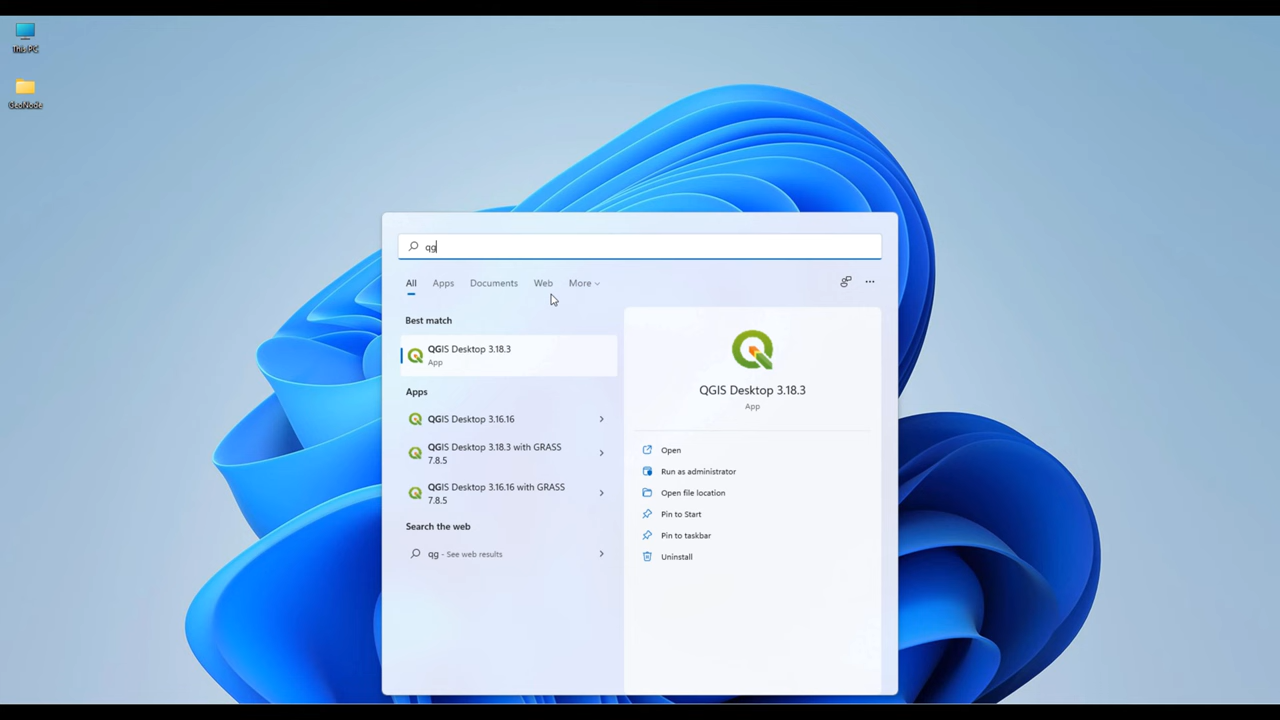 This PC
GeoNode
qg
All Apps Documents Web More
Best match
QGIS Desktop 3.18.3
App
Apps
QGIS Desktop 3.16.16
QGIS Desktop 3.18.3 with GRASS
7.8.5
QGIS Desktop 3.16.16 with GRASS
7.8.5
Search the web
qg - See web results
QGIS Desktop 3.18.3
App
Open
Run as administrator
Open file location
Pin to Start
Pin to taskbar
Uninstall